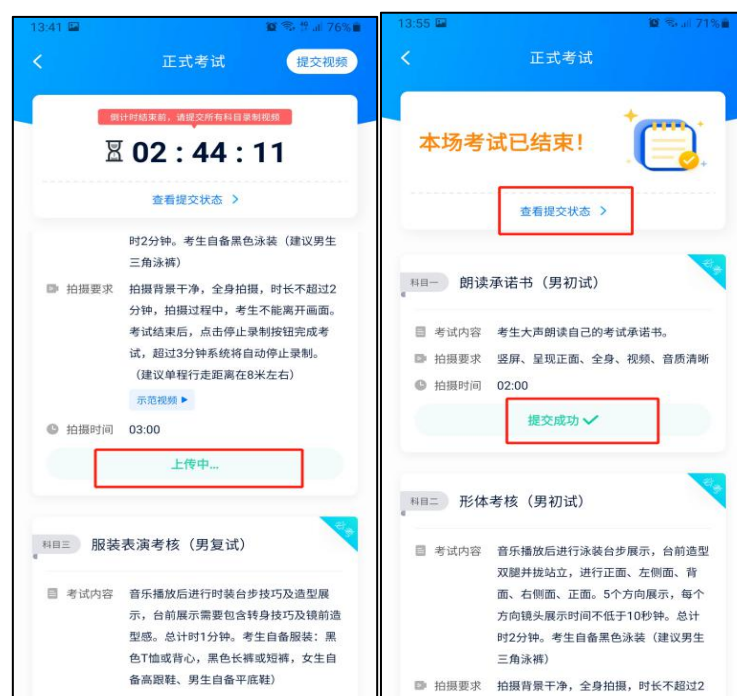 13:41
76%
正式考试
提交视频
倒计时结束前，请提交所有科目录制视频
02 : 44 : 11
查看提交状态 >
时2分钟。考生自备黑色泳装（建议男生
三角泳裤）
拍摄要求 拍摄背景干净，全身拍摄，时长不超过2
分钟，拍摄过程中，考生不能离开画面。
考试结束后，点击停止录制按钮完成考
试，超过3分钟系统将自动停止录制。
（建议单程行走距离在8米左右）
示范视频
拍摄时间 03:00
上传中...
必考
科目三 服装表演考核（男复试）
考试内容 音乐播放后进行时装台步技巧及造型展
示，台前展示需要包含转身技巧及镜前造
型感。总计时1分钟。考生自备服装：黑
色T恤或背心，黑色长裤或短裤，女生自
备高跟鞋、男生自备平底鞋）
13:55
71%
正式考试
本场考试已结束！
查看提交状态 >
必考
科目一 朗读承诺书（男初试）
考试内容 考生大声朗读自己的考试承诺书。
拍摄要求 竖屏、呈现正面、全身、视频、音质清晰
拍摄时间 02:00
提交成功
必考
科目二 形体考核（男初试）
考试内容 音乐播放后进行泳装台步展示，台前造型
双腿并拢站立，进行正面、左侧面、背
面、右侧面、正面。5个方向展示，每个
方向镜头展示时间不低于10秒钟。总计
时2分钟。考生自备黑色泳装（建议男生
三角泳裤）
拍摄要求 拍摄背景干净，全身拍摄，时长不超过2